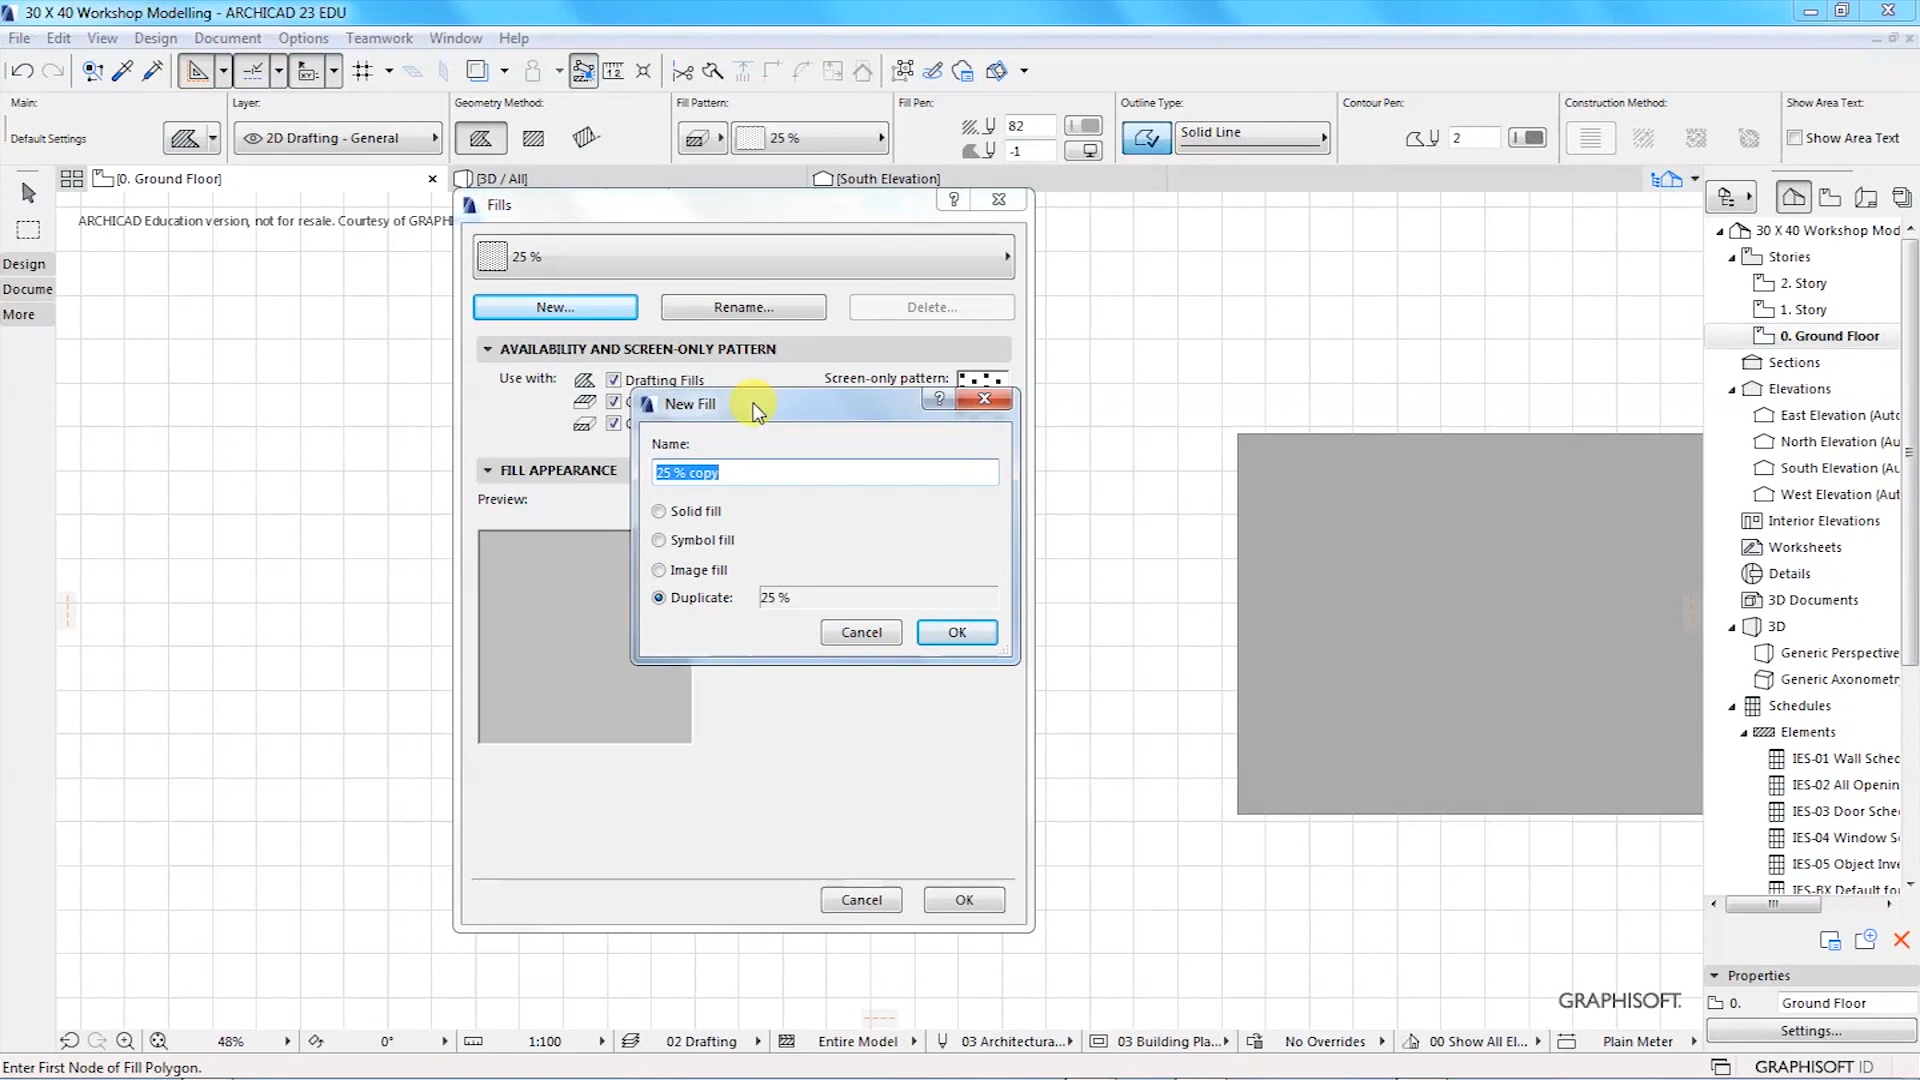 30 X 40 Workshop Modelling - ARCHICAD 23 EDU
File Edit View Design Document Options Teamwork Window Help
Main:
Default Settings
Layer:
2D Drafting - General
Geometry Method:
Fill Pattern:
25 %
Fill Pen:
82
-1
Outline Type:
Solid Line
Contour Pen:
2
Construction Method:
Show Area Text:
Show Area Text
[0. Ground Floor]
[3D / All]
[South Elevation]
ARCHICAD Education version, not for resale. Courtesy of GRAPHI
Design
Docume
More
Fills
25 %
New...
Rename...
Delete...
AVAILABILITY AND SCREEN-ONLY PATTERN
Use with:
Drafting Fills
Screen-only pattern:
FILL APPEARANCE
Preview:
Cancel
OK
New Fill
Name:
25 % copy
Solid fill
Symbol fill
Image fill
Duplicate:
25 %
Cancel
OK
30 X 40 Workshop Mod
Stories
2. Story
1. Story
0. Ground Floor
Sections
Elevations
East Elevation (Auto
North Elevation (Au
South Elevation (Au
West Elevation (Aut
Interior Elevations
Worksheets
Details
3D Documents
3D
Generic Perspective
Generic Axonometr
Schedules
Elements
IES-01 Wall Sched
IES-02 All Openin
IES-03 Door Sche
IES-04 Window S
IES-05 Object Inve
IES-BX Default fo
Properties
0.
Ground Floor
Settings...
GRAPHISOFT.
48%
0°
1:100
02 Drafting
Entire Model
03 Architectura...
03 Building Pla...
No Overrides
00 Show All El...
Plain Meter
Enter First Node of Fill Polygon.
GRAPHISOFT ID